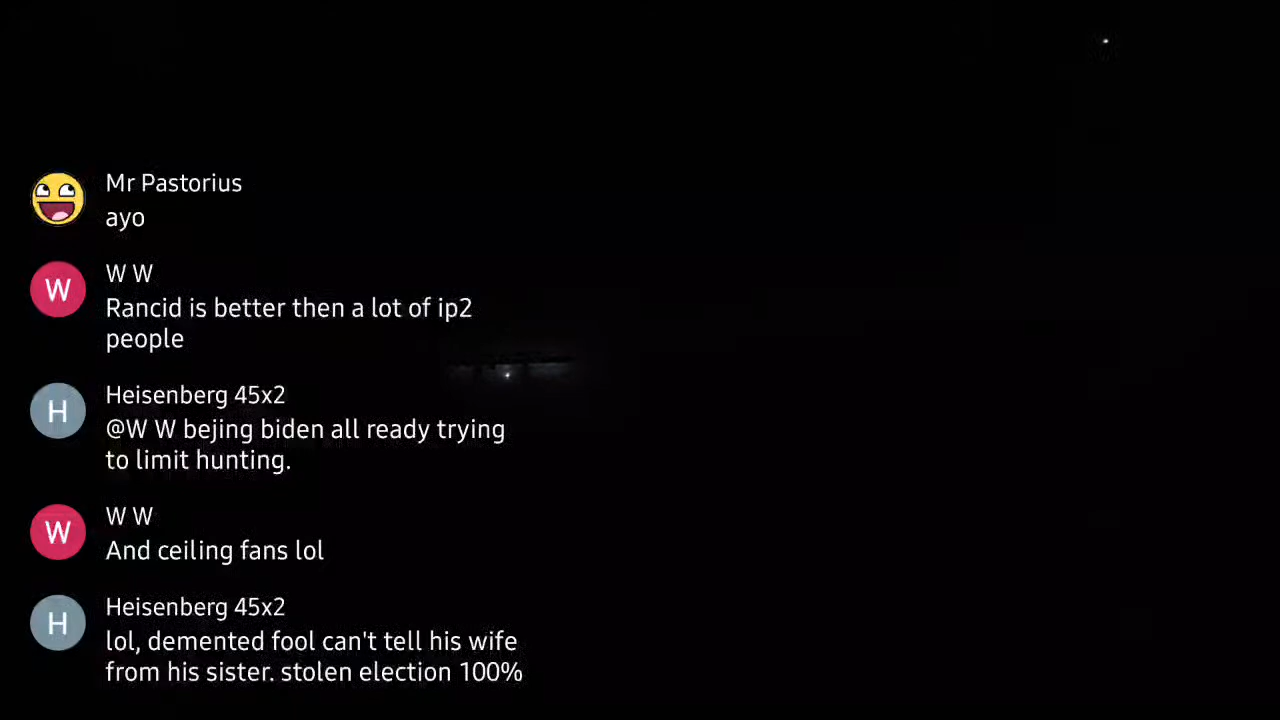 Mr Pastorius
ayo
W W
W
Rancid is better then a lot of ip2
people
Heisenberg 45x2
H
@W W bejing biden all ready trying
to limit hunting.
W W
W
And ceiling fans lol
Heisenberg 45x2
H
lol, demented fool can't tell his wife
from his sister. stolen election 100%